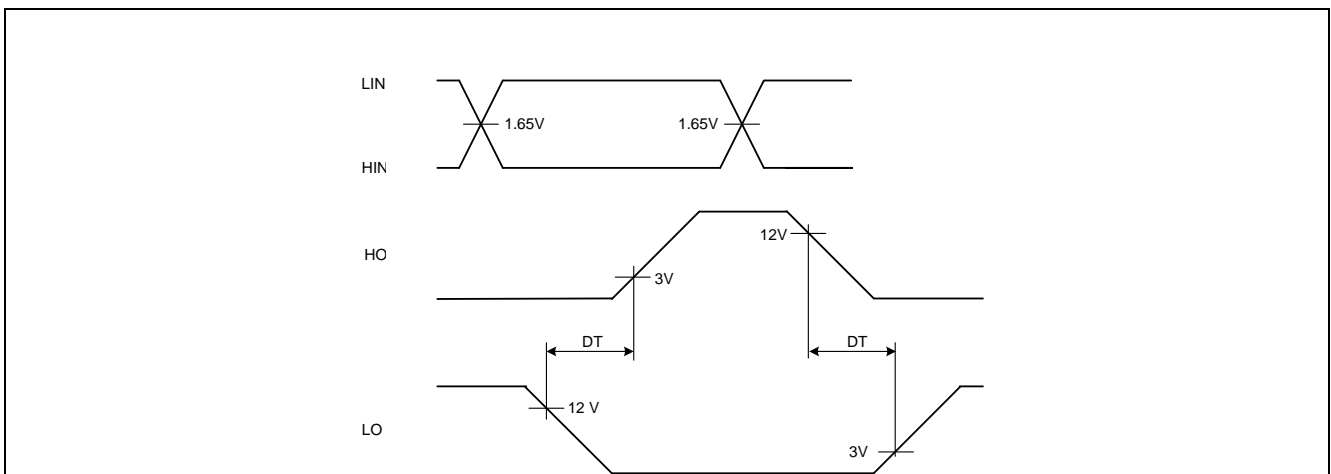 LIN
1.65V 1.65V
HIN
12V
HO
3V
DT DT
12 V
LO
3V